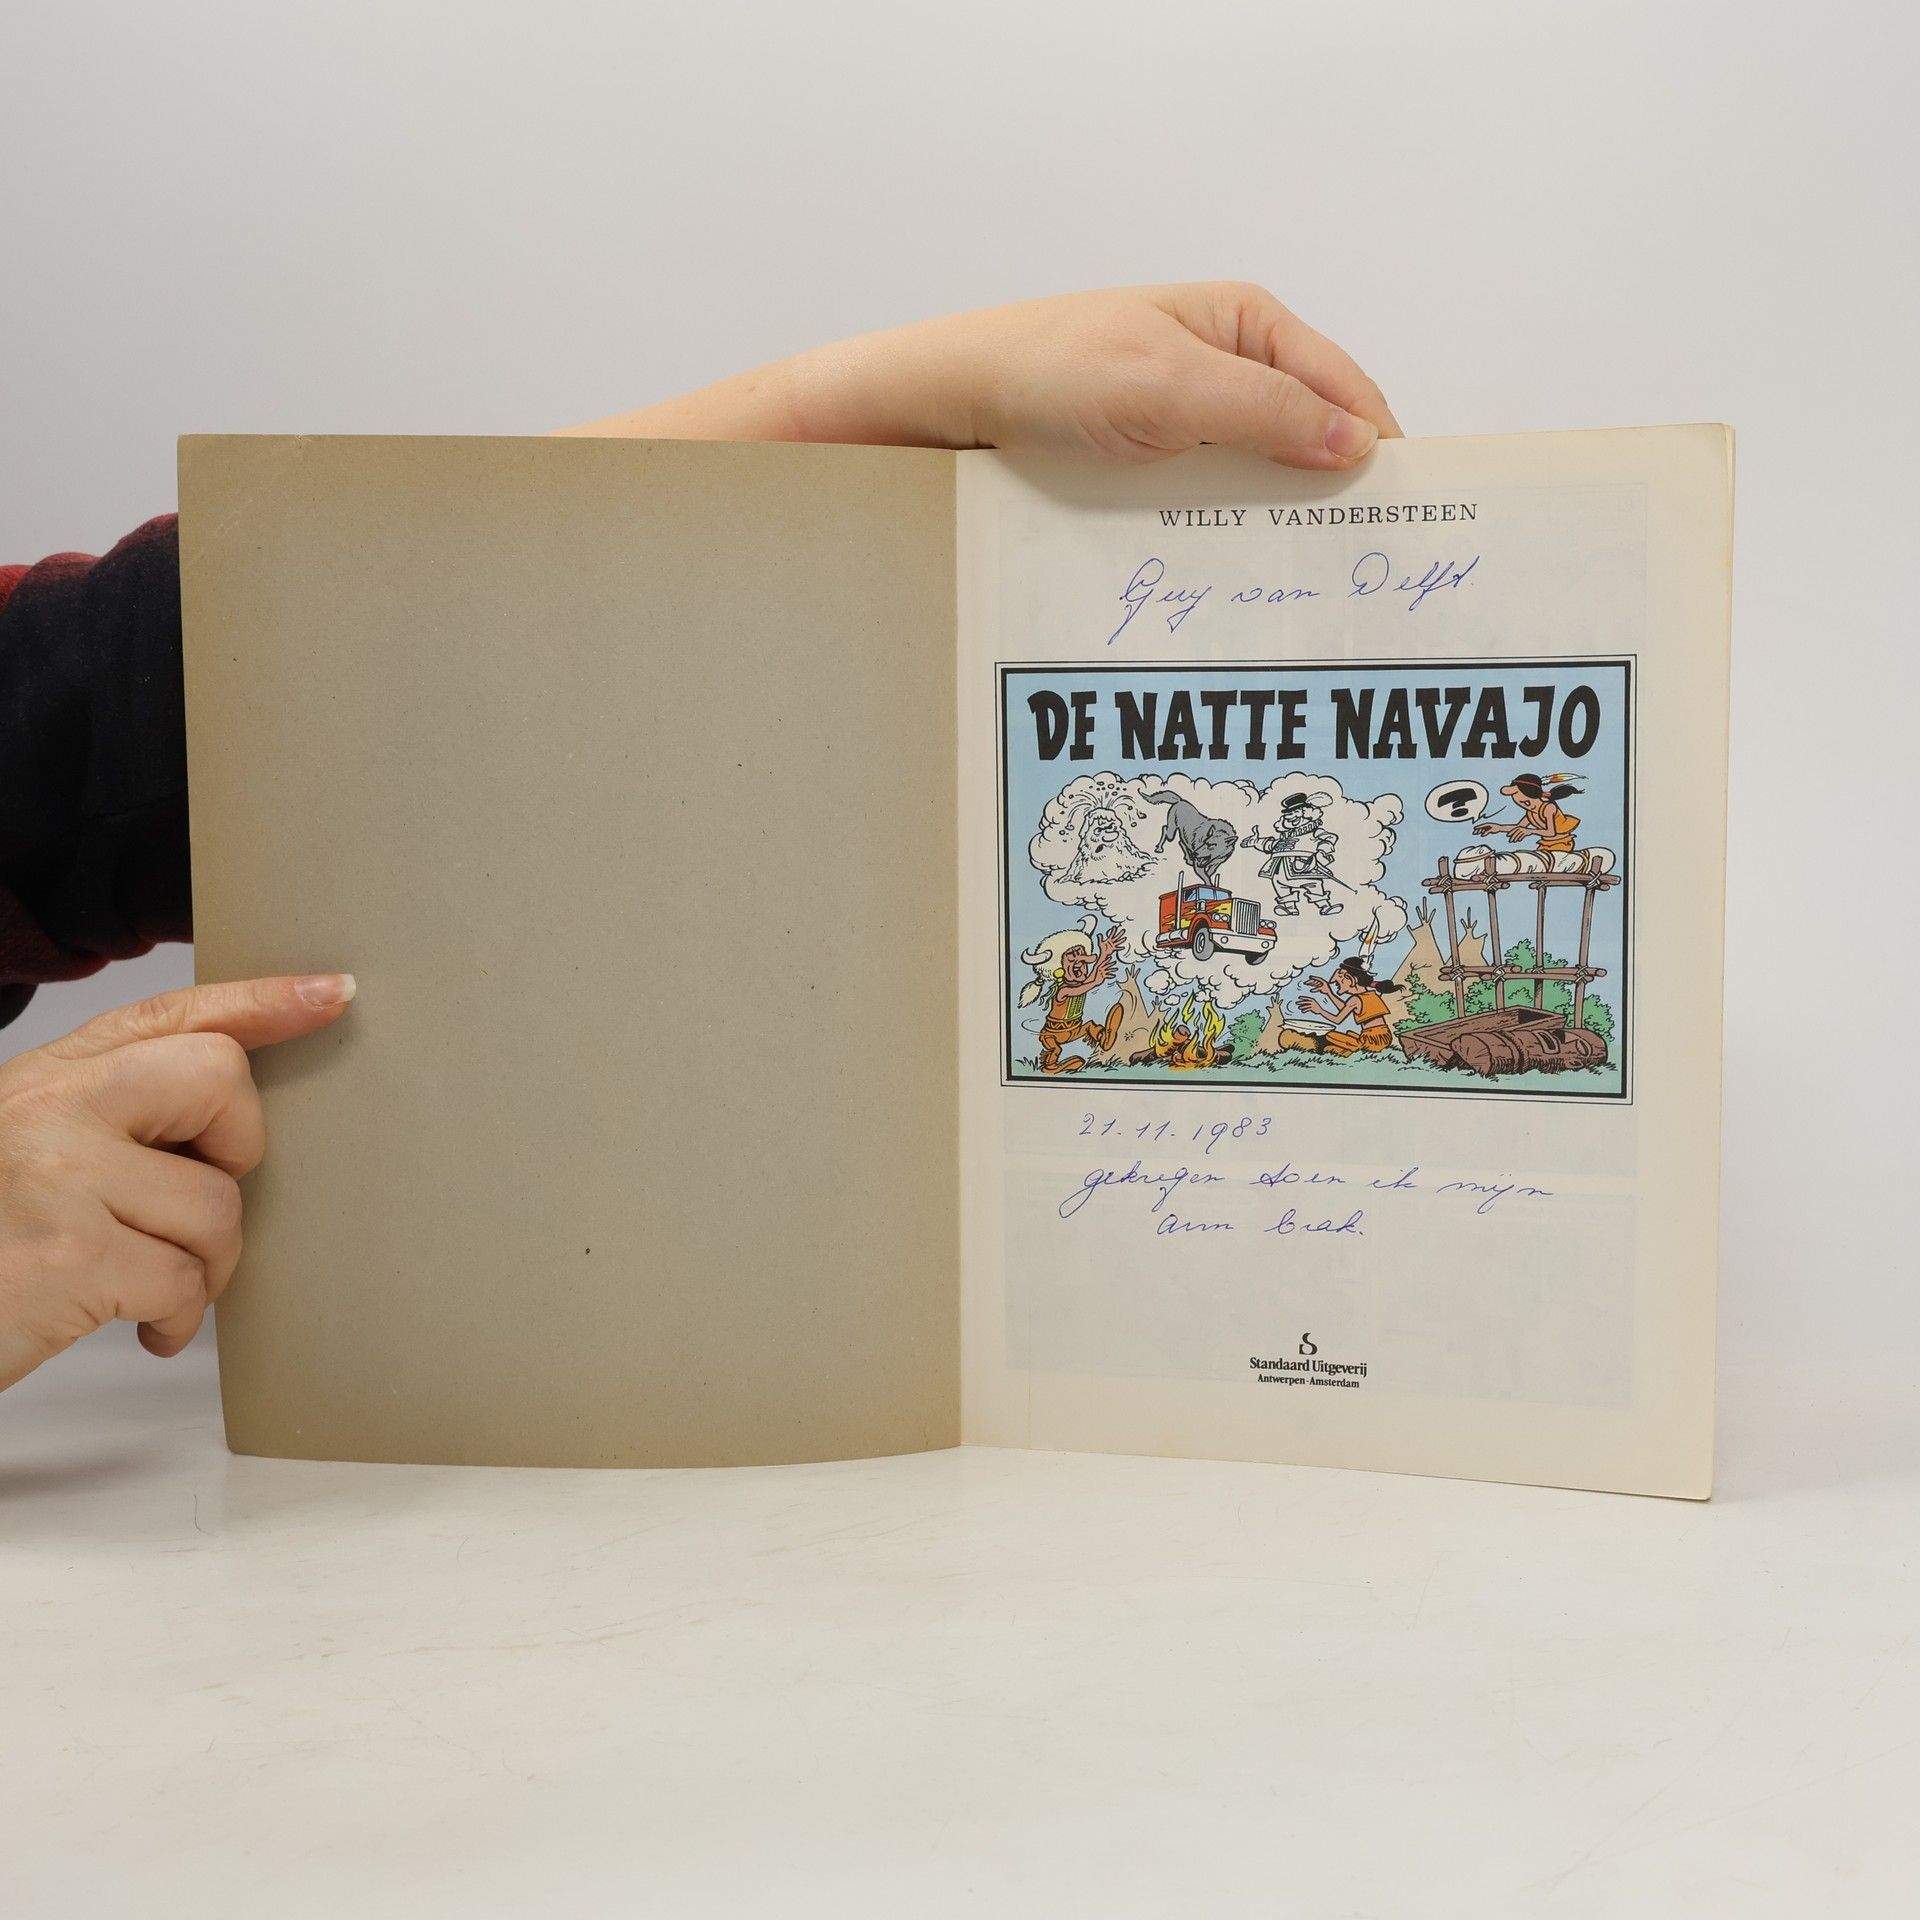 WILLY VANDERSTEEN
Guy van Delft.
DE NATTE NAVAJO
?
21.11.1983
gekregen toen ik mijn
arm brak.
S
Standaard Uitgeverij
Antwerpen-Amsterdam